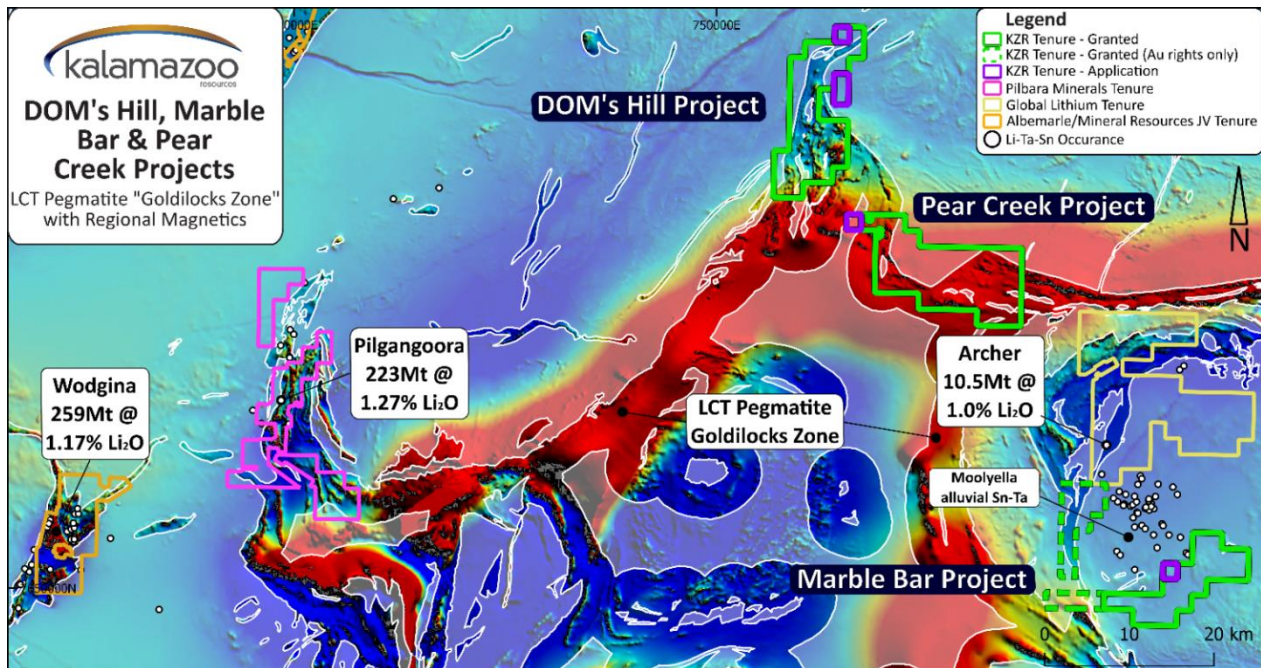 kalamazoo
resources
DOM's Hill, Marble
Bar & Pear
Creek Projects
LCT Pegmatite "Goldilocks Zone"
with Regional Magnetics
750000
Legend
KZR Tenure - Granted
KZR Tenure - Granted (Au rights only)
KZR Tenure - Application
Pilbara Minerals Tenure
Global Lithium Tenure
Albemarle/Mineral Resources JV Tenure
Li-Ta-Sn Occurance
N
DOM's Hill Project
Pear Creek Project
Pilgangoora
223Mt @
1.27% Li₂O
Wodgina
259Mt @
1.17% Li₂O
Archer
10.5Mt @
1.0% Li₂O
LCT Pegmatite
Goldilocks Zone
Moolyella
alluvial Sn-Ta
Marble Bar Project
0 10 20 km